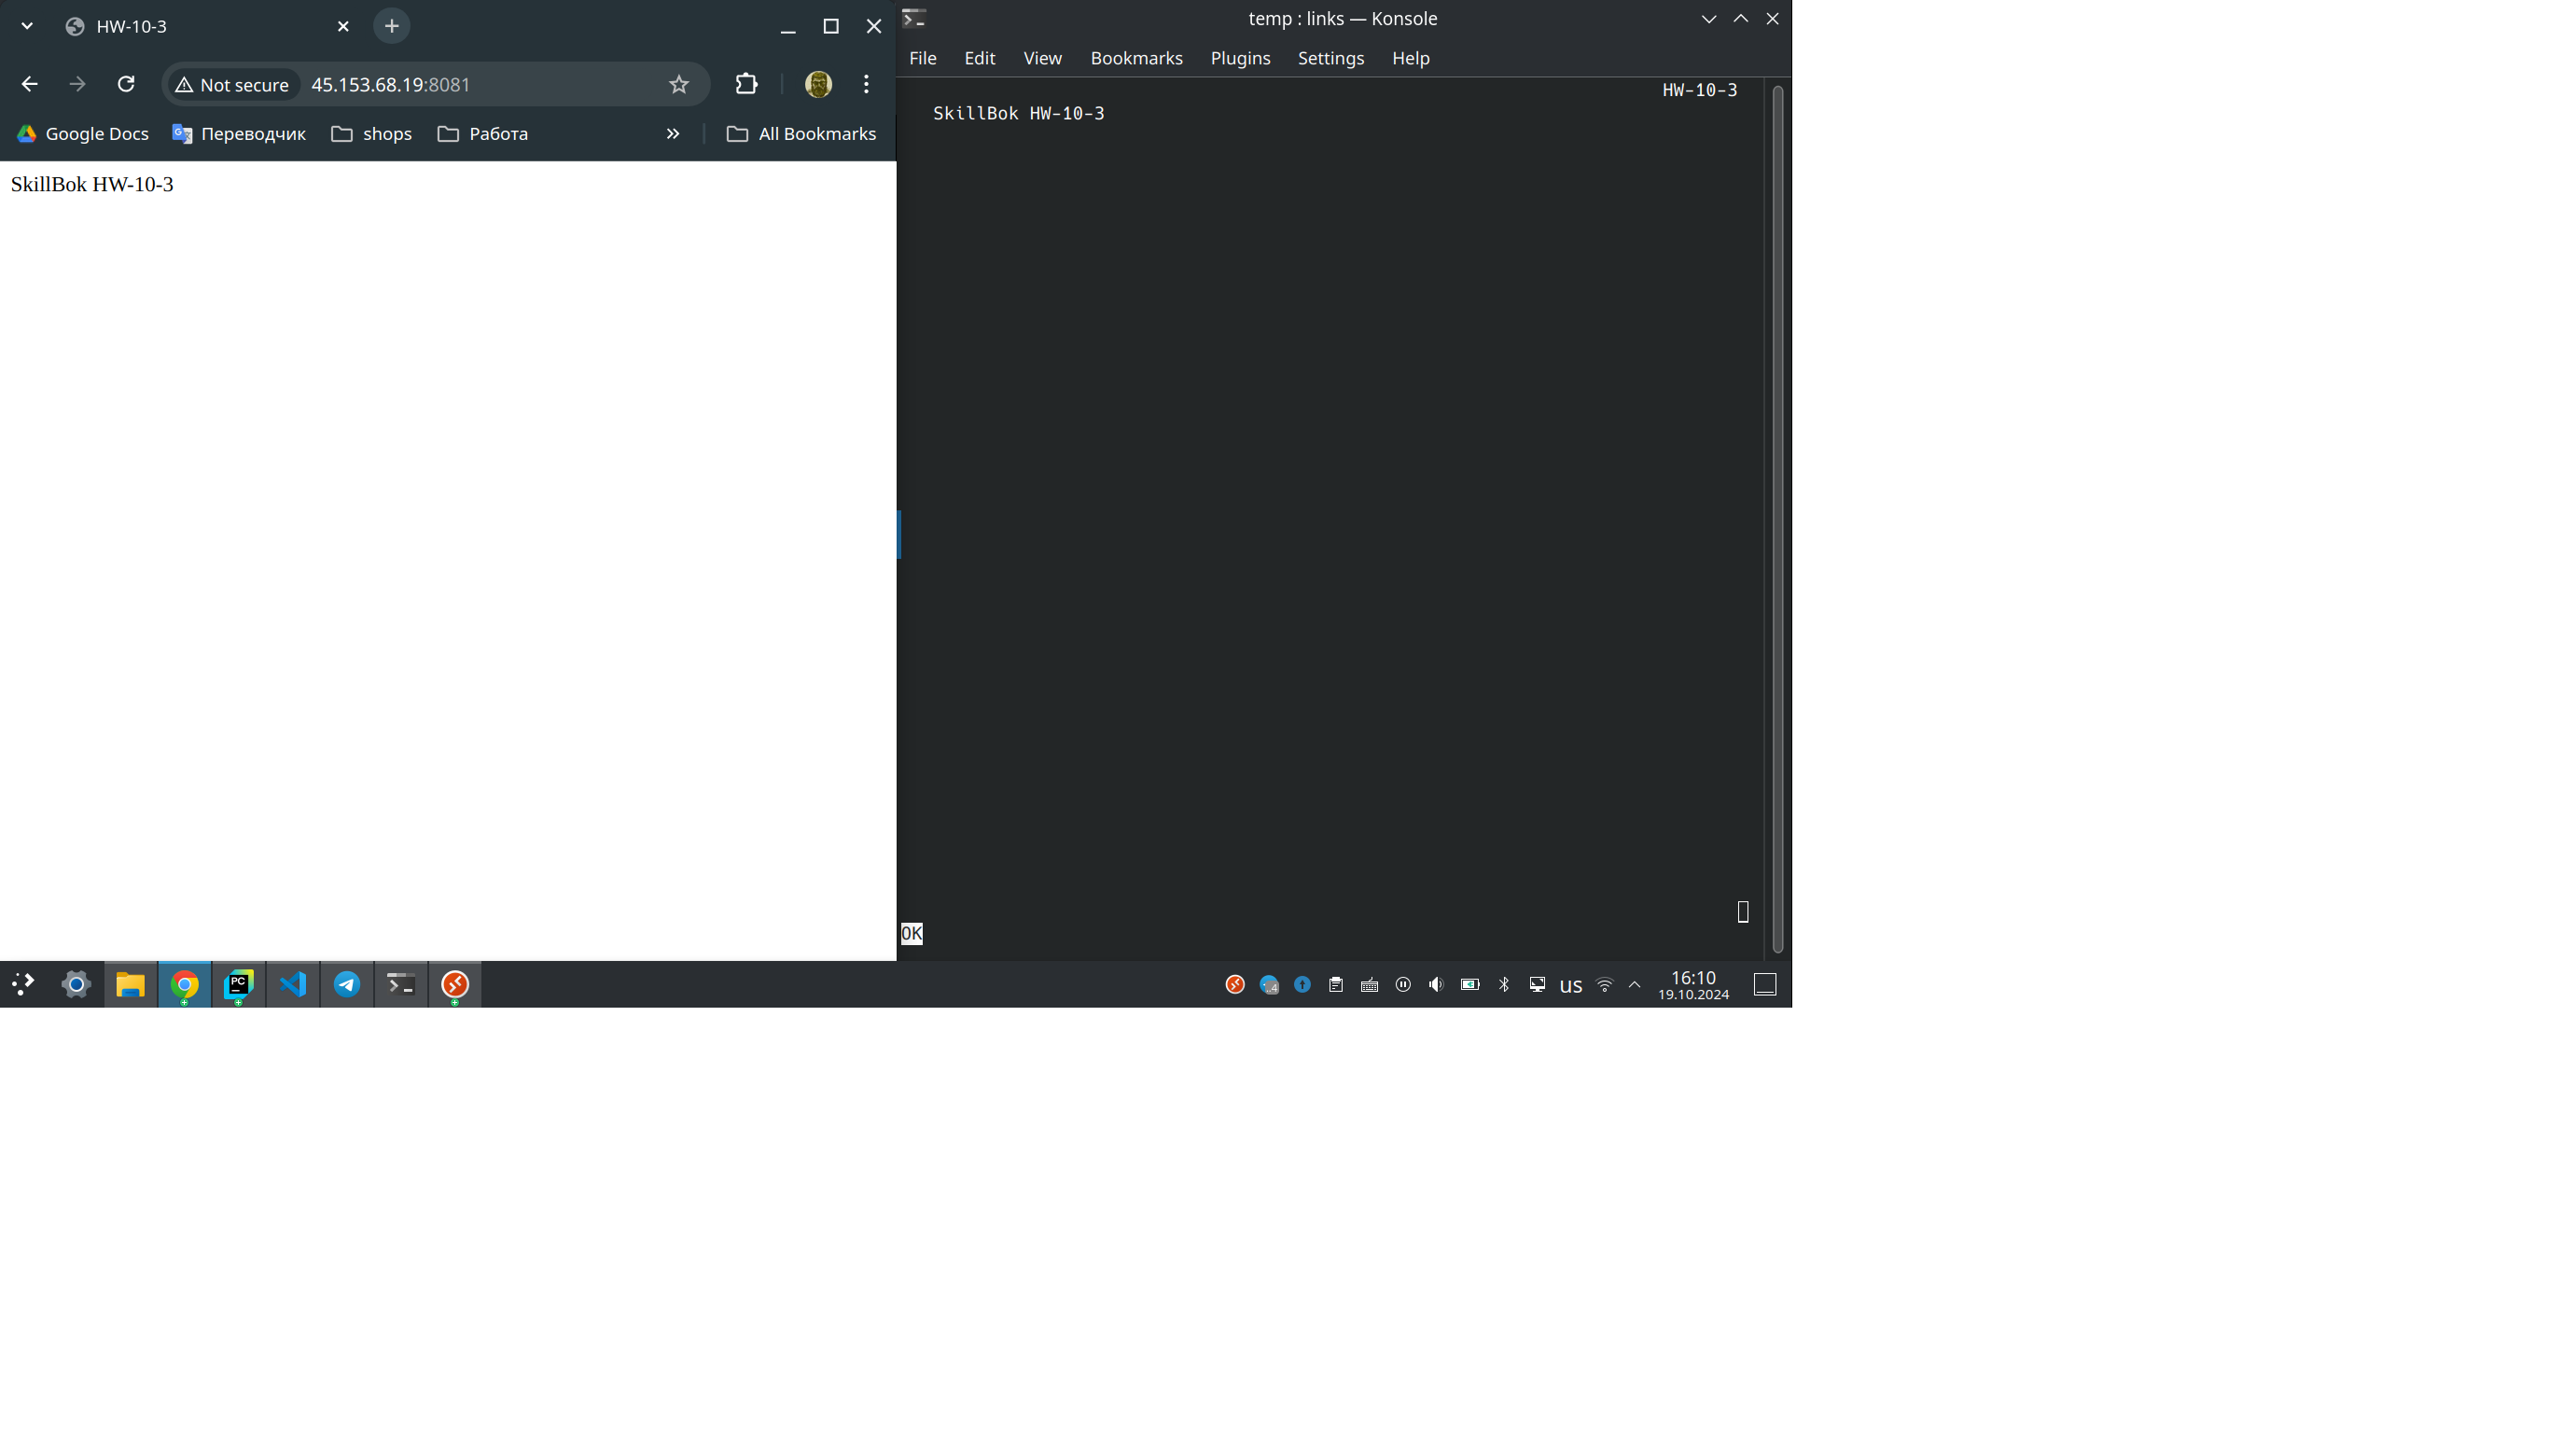 HW-10-3
Not secure 45.153.68.19:8081
Google Docs Переводчик shops Работа All Bookmarks
SkillBok HW-10-3
temp : links — Konsole
File Edit View Bookmarks Plugins Settings Help
HW-10-3
SkillBok HW-10-3
OK
PC
us
16:10
19.10.2024